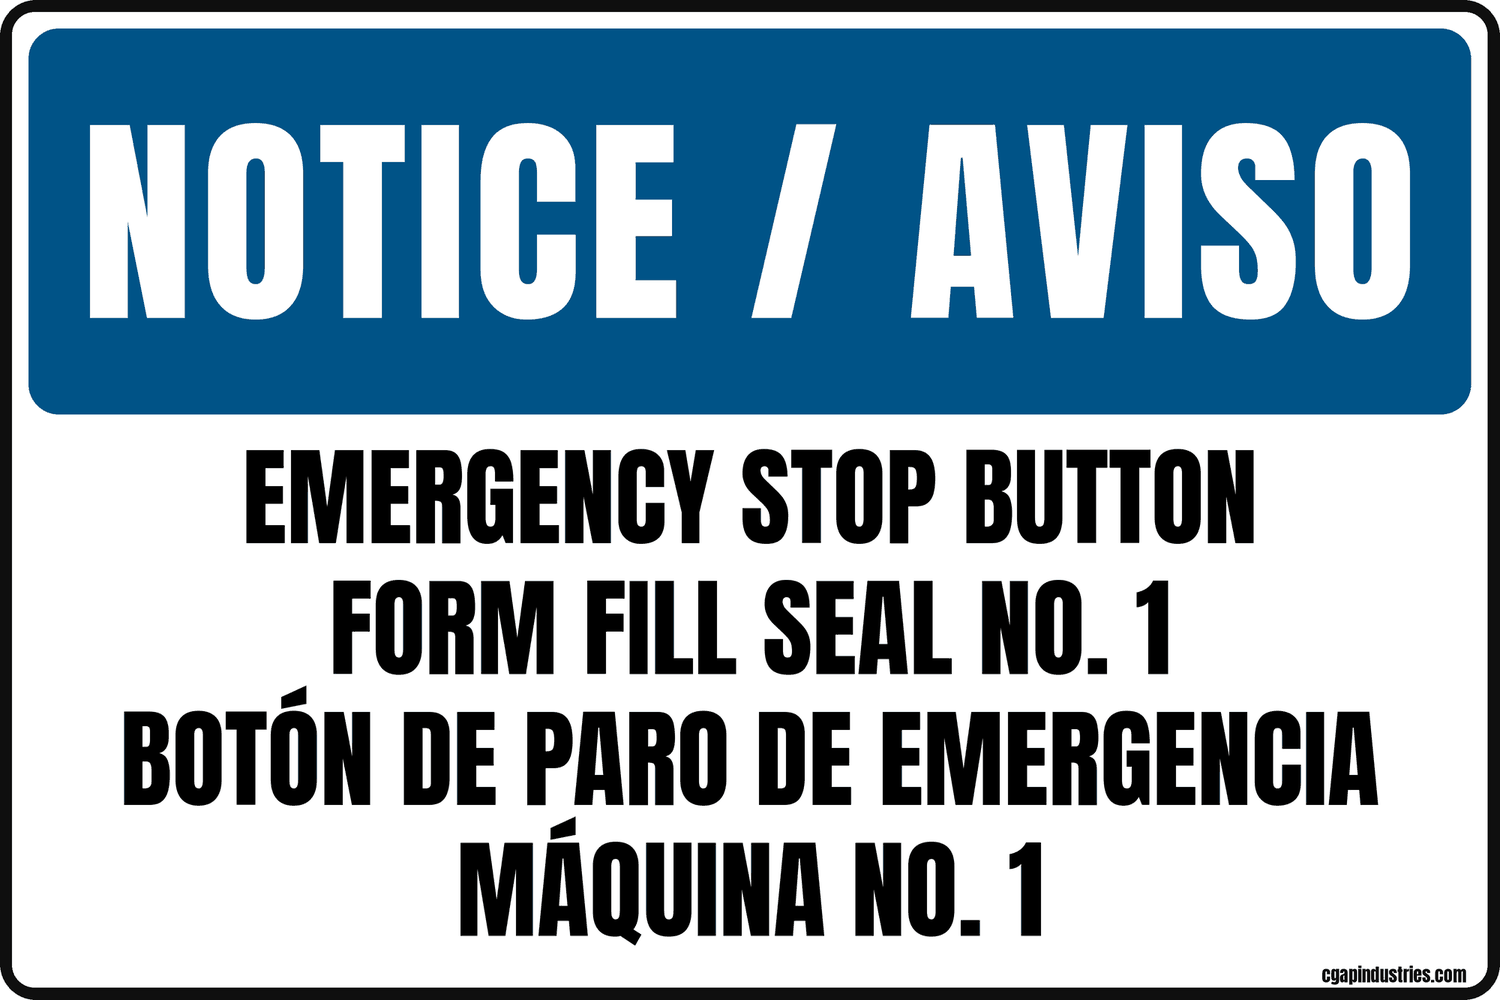 NOTICE / AVISO
EMERGENCY STOP BUTTON
FORM FILL SEAL NO. 1
BOTÓN DE PARO DE EMERGENCIA
MÁQUINA NO. 1
cgapindustries.com